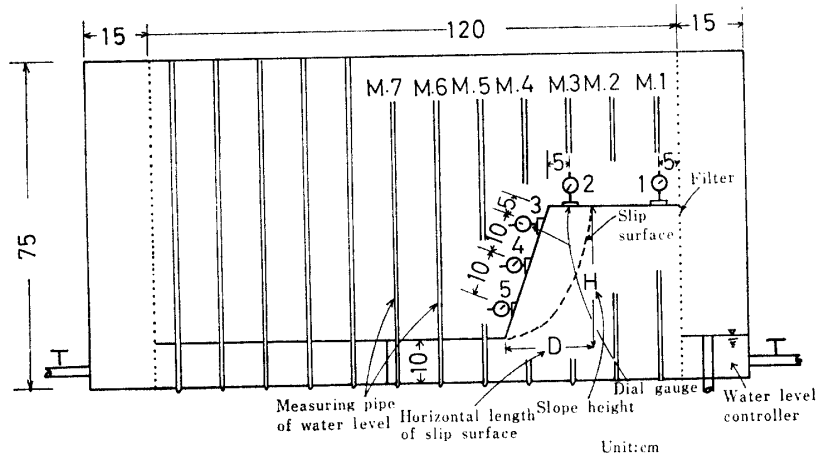 15
120
15
M.7
M.6
M.5
M.4
M.3
M.2
M.1
5
5
2
1
Filter
5
3
Slip
surface
10
4
75
10
5
H
D
10
Measuring pipe
of water level
Horizontal length
of slip surface
Slope height
Dial gauge
Water level
controller
Unit:cm